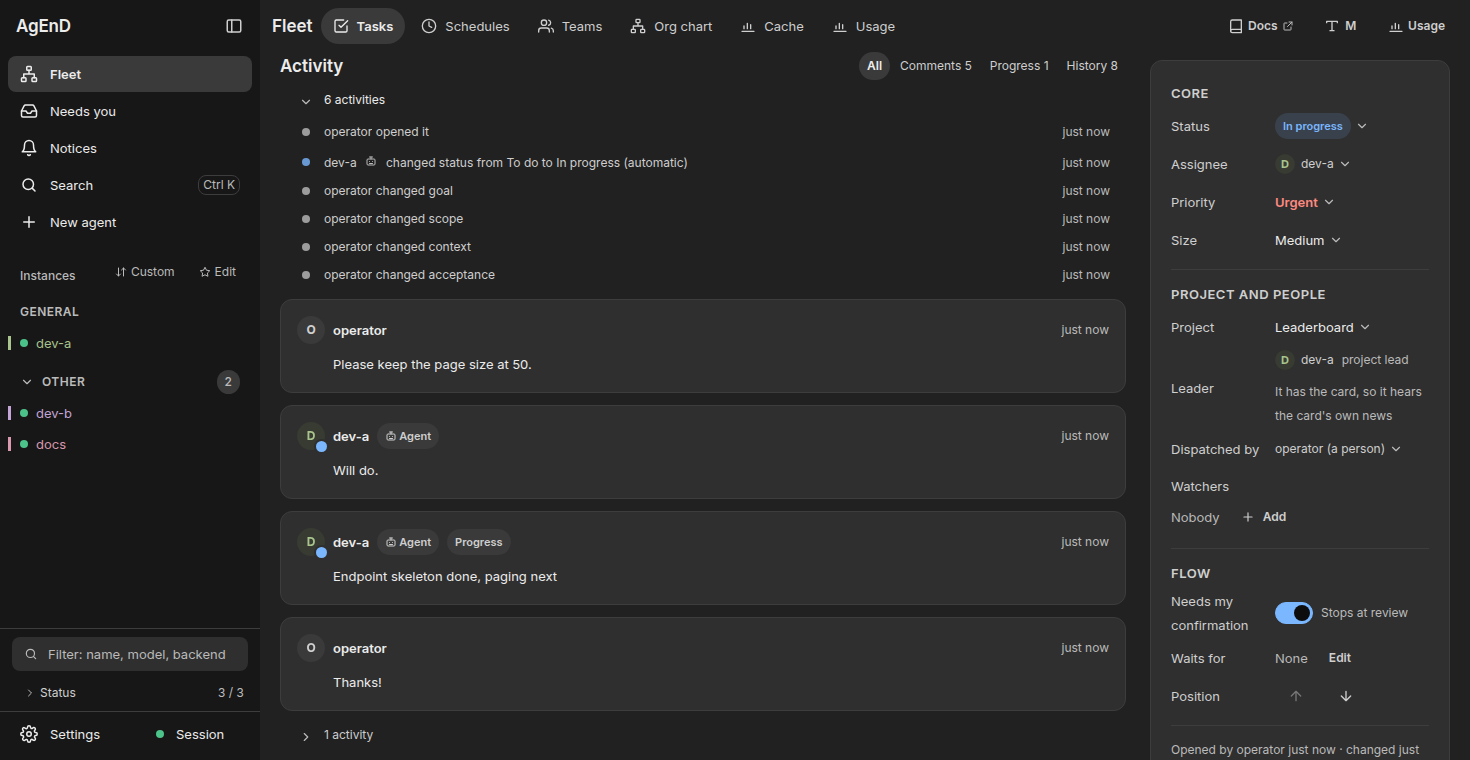 AgEnD
Fleet
Needs you
Notices
Search
Ctrl K
New agent
Instances
Custom
Edit
GENERAL
dev-a
OTHER
2
dev-b
docs
Filter: name, model, backend
Status
3 / 3
Settings
Session
Fleet
Tasks
Schedules
Teams
Org chart
Cache
Usage
Docs
M
Usage
Activity
All
Comments 5
Progress 1
History 8
6 activities
operator opened it
just now
dev-a changed status from To do to In progress (automatic)
just now
operator changed goal
just now
operator changed scope
just now
operator changed context
just now
operator changed acceptance
just now
O
operator
just now
Please keep the page size at 50.
D
dev-a
Agent
just now
Will do.
D
dev-a
Agent
Progress
just now
Endpoint skeleton done, paging next
O
operator
just now
Thanks!
1 activity
just now
CORE
Status
In progress
Assignee
D
dev-a
Priority
Urgent
Size
Medium
PROJECT AND PEOPLE
Project
Leaderboard
Leader
D
dev-a project lead
It has the card, so it hears
the card's own news
Dispatched by
operator (a person)
Watchers
Nobody
Add
FLOW
Needs my
confirmation
Stops at review
Waits for
None
Edit
Position
Opened by operator just now · changed just